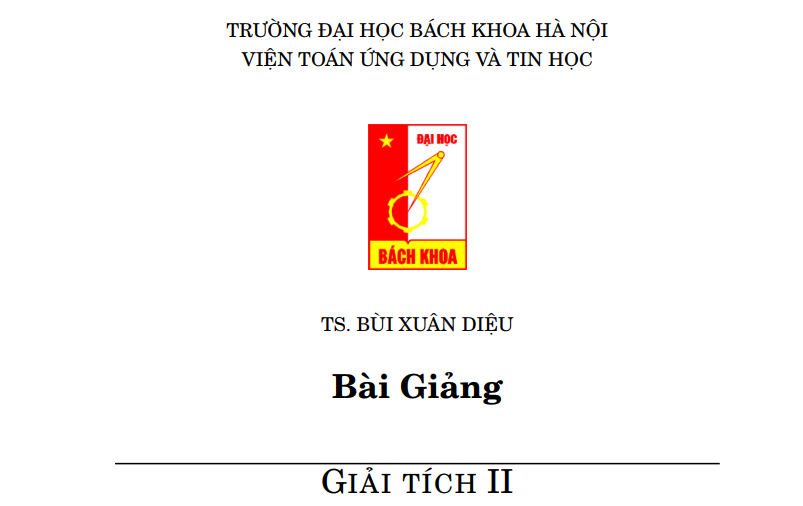 TRƯỜNG ĐẠI HỌC BÁCH KHOA HÀ NỘI
VIỆN TOÁN ỨNG DỤNG VÀ TIN HỌC
ĐẠI HỌC
BÁCH KHOA
TS. BÙI XUÂN DIỆU
Bài Giảng
GIẢI TÍCH II